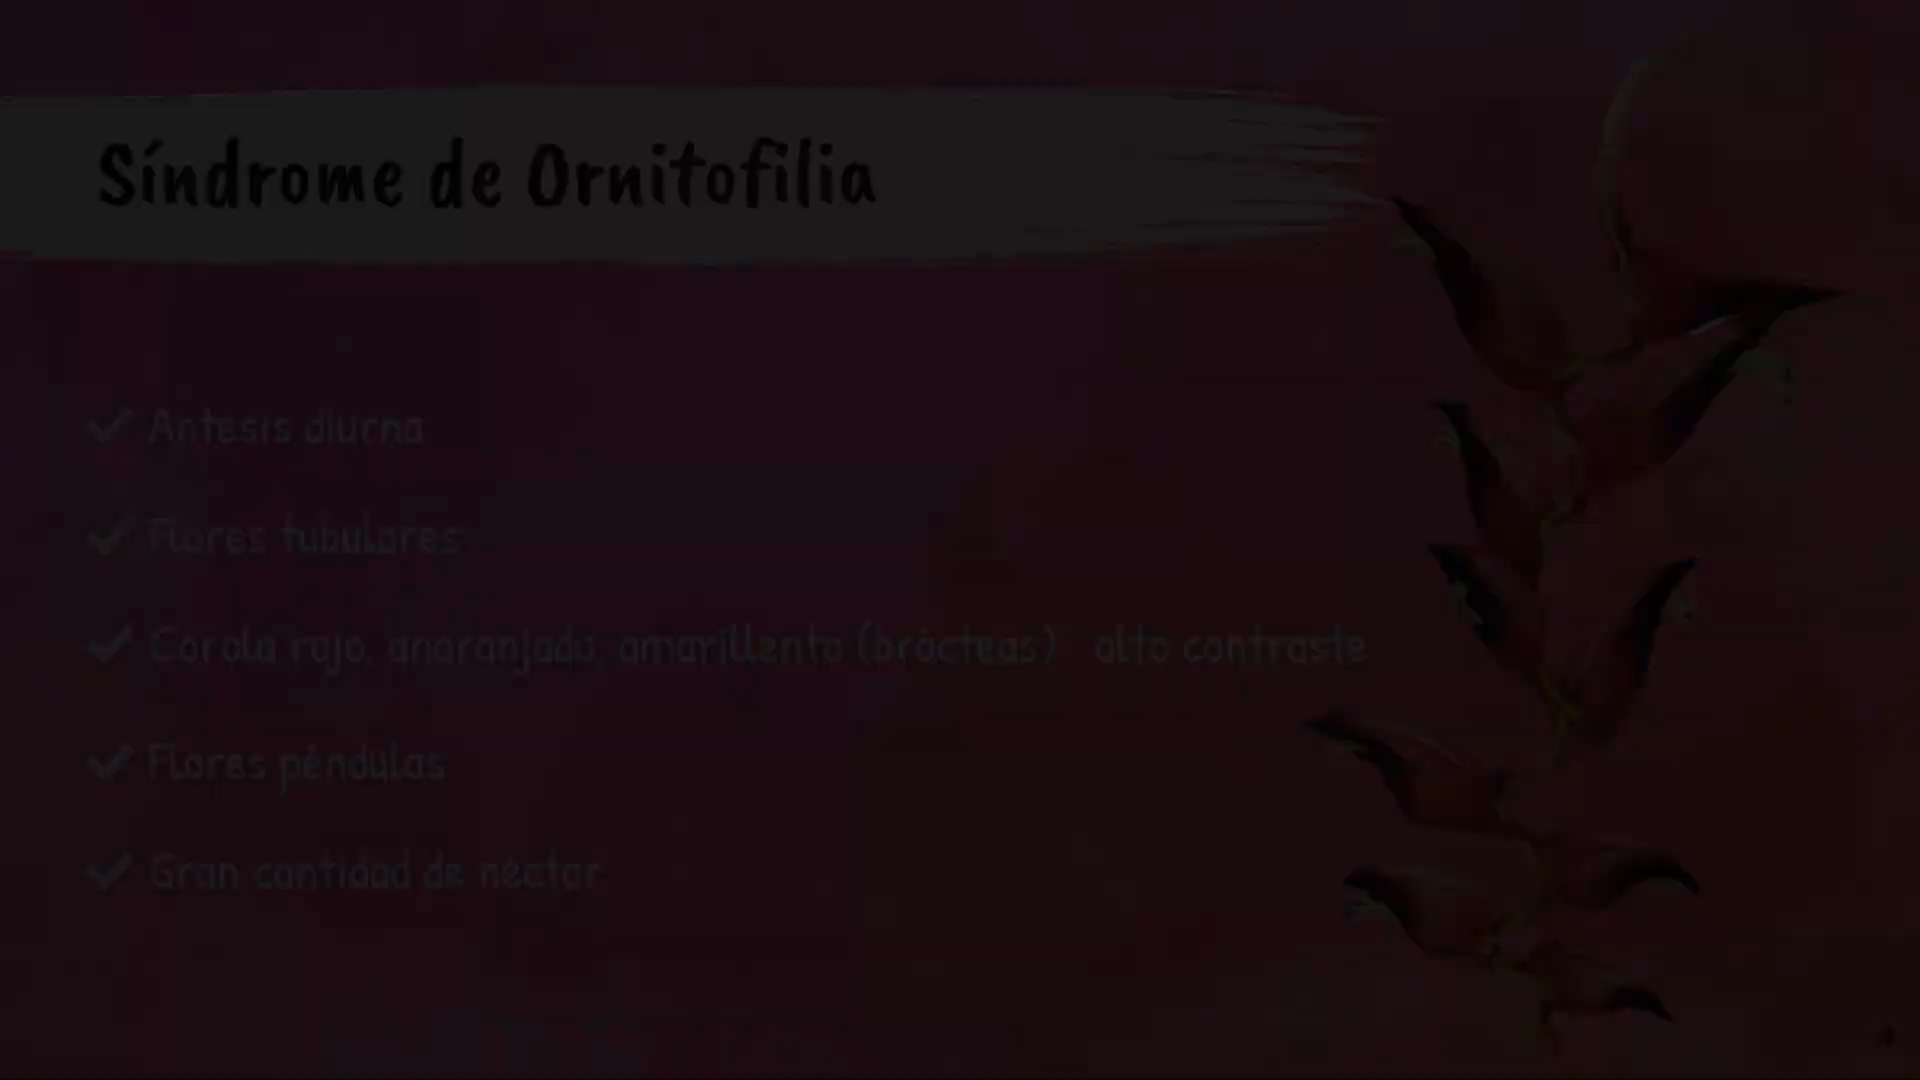 Síndrome de Ornitofilia
Antesis diurna
Flores tubulares
Corola rojo, anaranjado, amarillento (brácteas) alto contraste
Flores péndulas
Gran cantidad de néctar